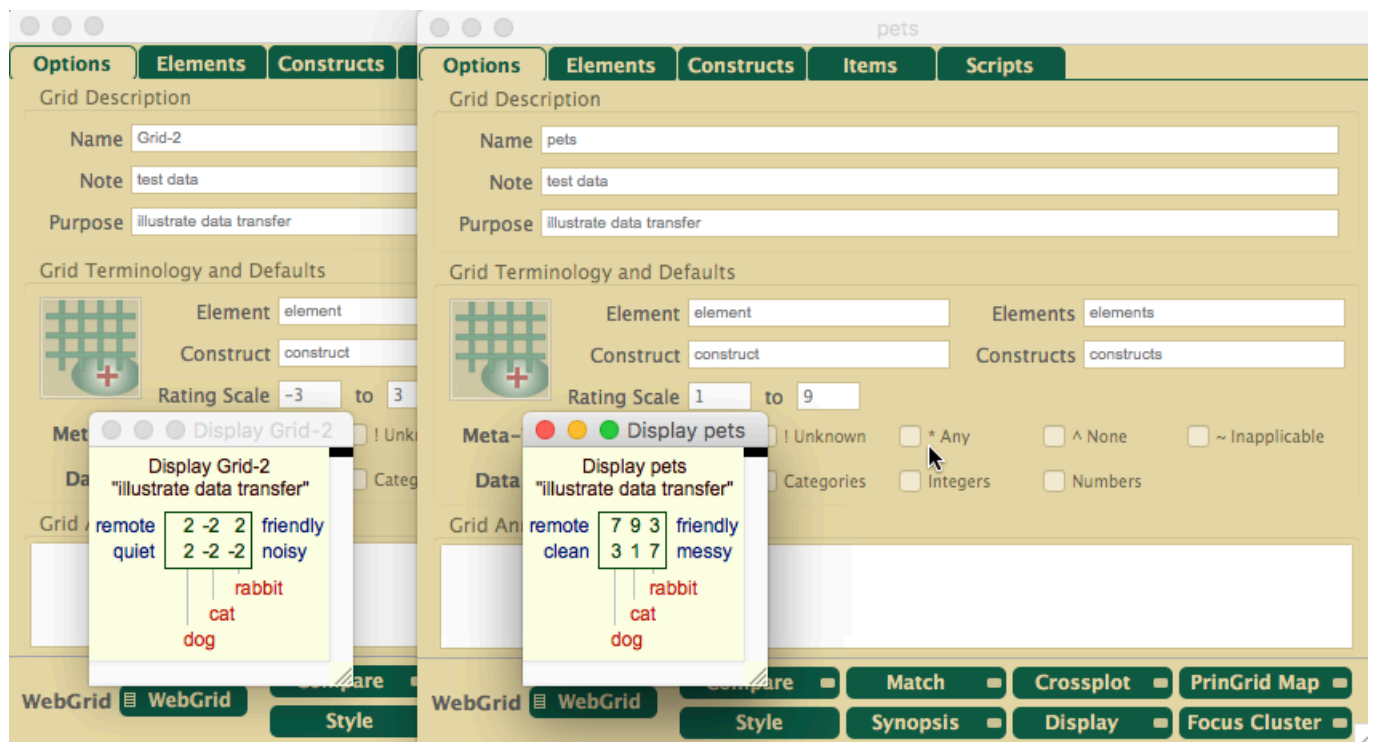 Options Elements Constructs
Grid Description
Name Grid-2
Note test data
Purpose illustrate data transfer
Grid Terminology and Defaults
Element element
Construct construct
Rating Scale -3 to 3
Display Grid-2
Display Grid-2
"illustrate data transfer"
remote 2 -2 2 friendly
quiet 2 -2 -2 noisy
rabbit
cat
dog
WebGrid WebGrid
Style
pets
Options Elements Constructs Items Scripts
Grid Description
Name pets
Note test data
Purpose illustrate data transfer
Grid Terminology and Defaults
Element element Elements elements
Construct construct Constructs constructs
Rating Scale 1 to 9
Meta- ! Unknown * Any ^ None ~ Inapplicable
Data Categories Integers Numbers
Display pets
Display pets
"illustrate data transfer"
remote 7 9 3 friendly
clean 3 1 7 messy
rabbit
cat
dog
WebGrid WebGrid
Compare Match Crossplot PrinGrid Map
Style Synopsis Display Focus Cluster